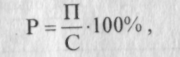 Р = П/С · 100% ,